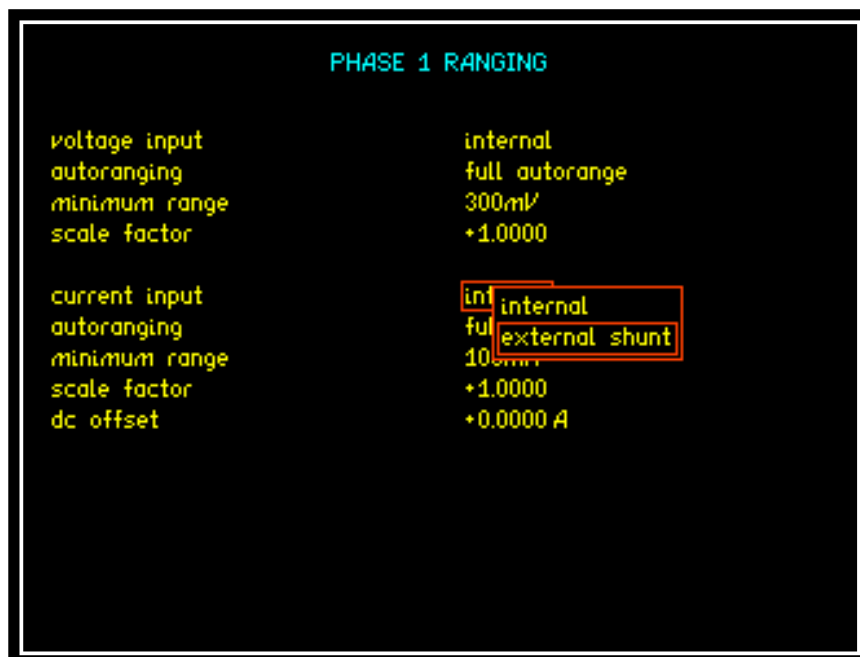 PHASE 1 RANGING
voltage input internal
autoranging full autorange
minimum range 300mV
scale factor +1.0000
current input
internal
autoranging
external shunt
minimum range
scale factor +1.0000
dc offset +0.0000 A